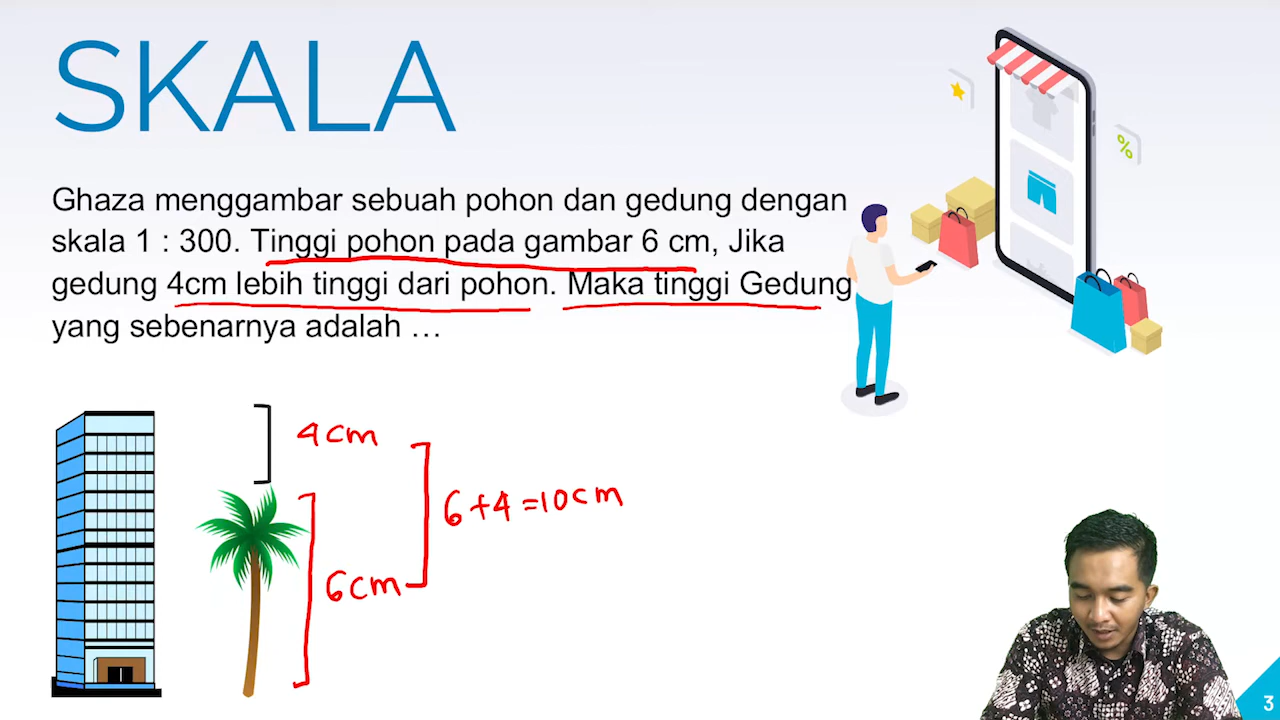 SKALA
Ghaza menggambar sebuah pohon dan gedung dengan
skala 1 : 300. Tinggi pohon pada gambar 6 cm, Jika
gedung 4cm lebih tinggi dari pohon. Maka tinggi Gedung
yang sebenarnya adalah ...
4cm
6+4=10cm
6cm
%
3